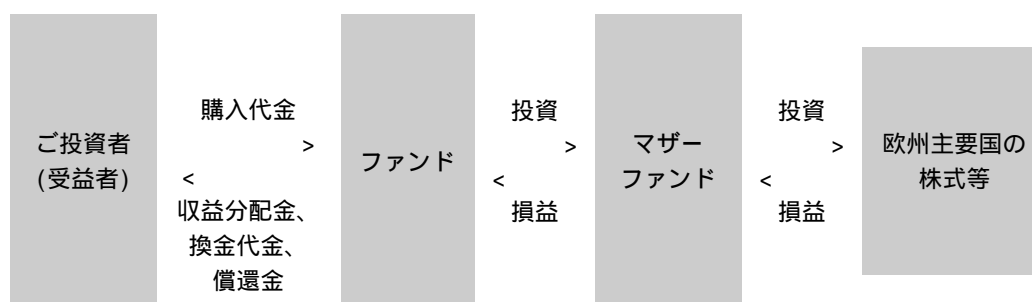 ご投資者
(受益者)
購入代金
>
<
収益分配金、
換金代金、
償還金
ファンド
投資
>
<
損益
マザー
ファンド
投資
>
<
損益
欧州主要国の
株式等